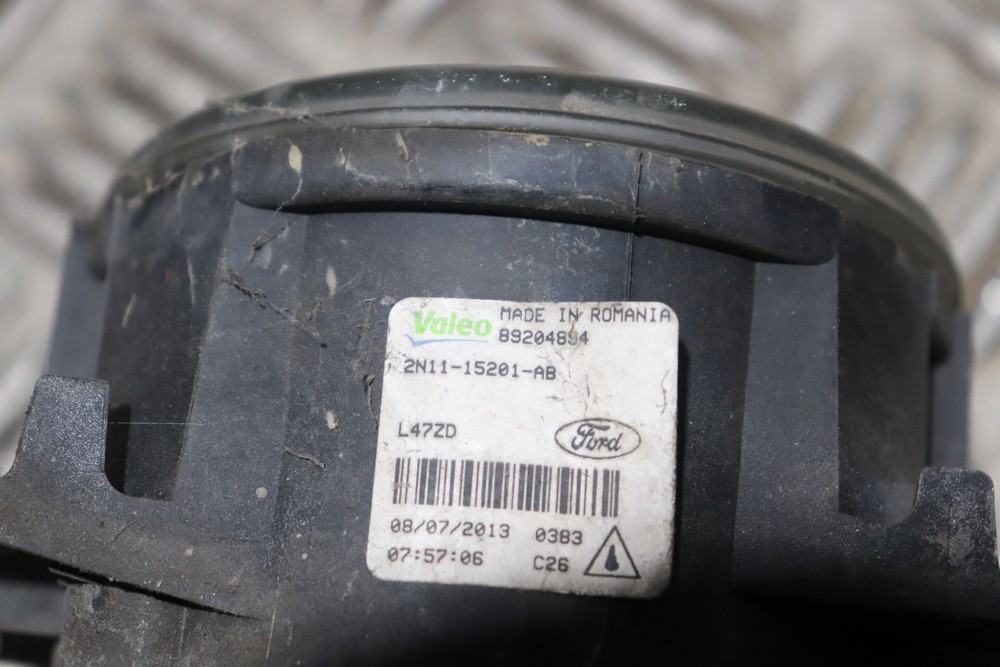 Valeo MADE IN ROMANIA
89204894
2N11-15201-AB
L47ZD
Ford
08/07/2013 0383
07:57:06 C26